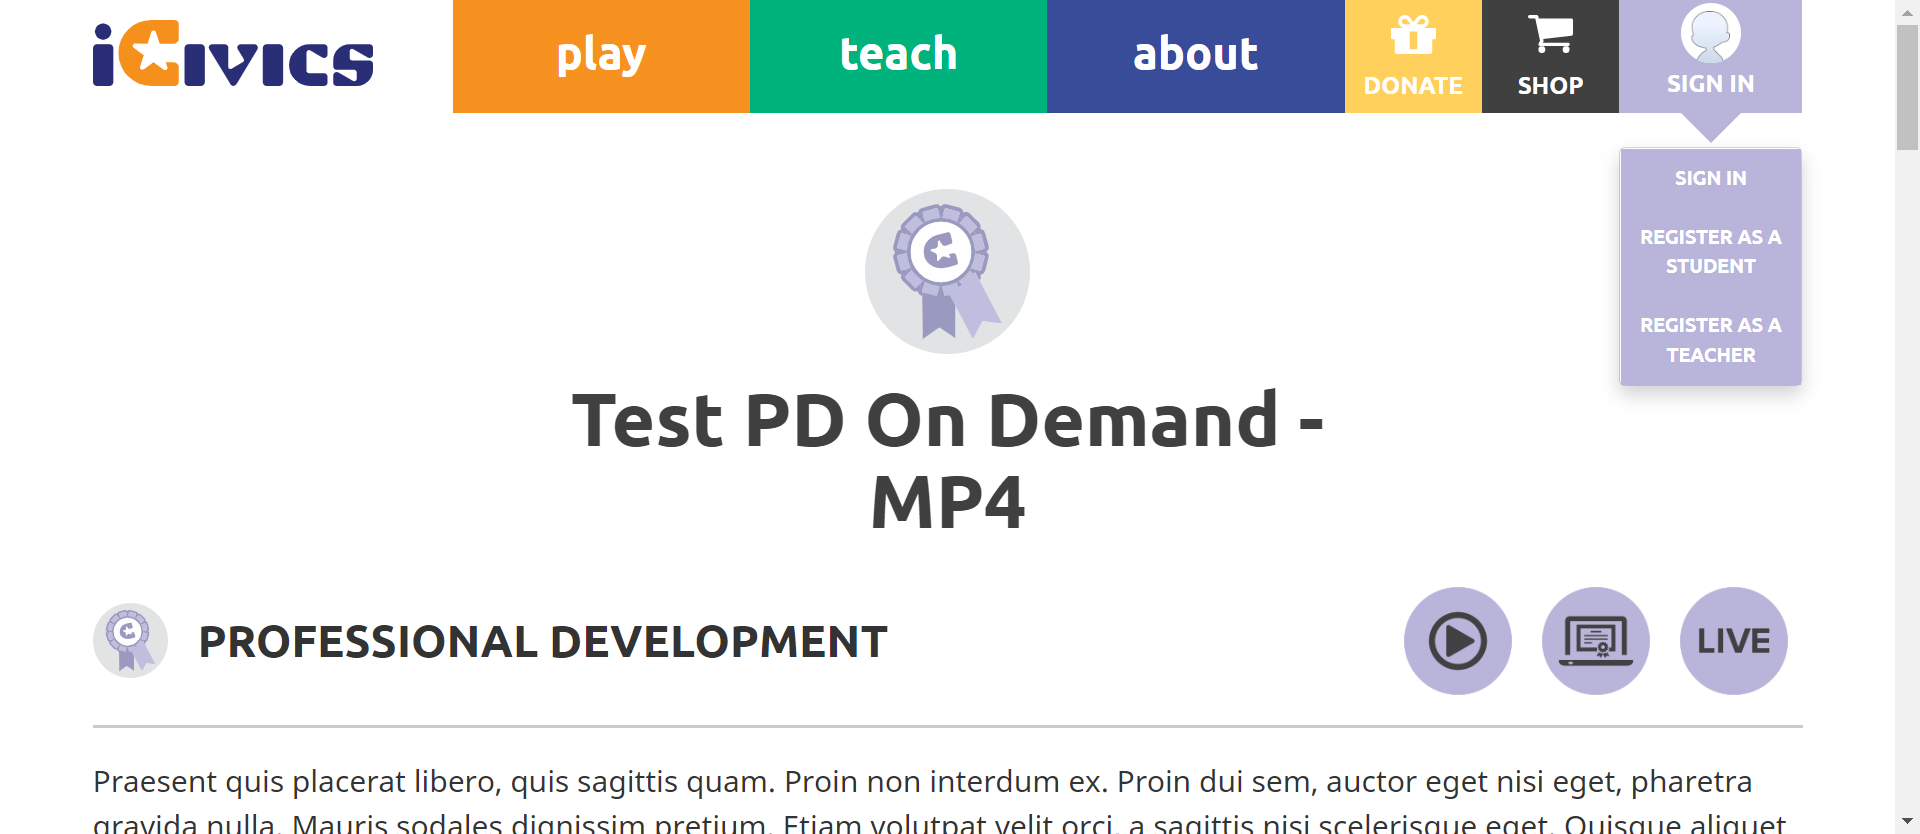 iCivics
play
teach
about
DONATE
SHOP
SIGN IN
SIGN IN
REGISTER AS A
STUDENT
REGISTER AS A
TEACHER
Test PD On Demand -
MP4
PROFESSIONAL DEVELOPMENT
LIVE
Praesent quis placerat libero, quis sagittis quam. Proin non interdum ex. Proin dui sem, auctor eget nisi eget, pharetra
gravida nulla. Mauris sodales dignissim pretium. Etiam volutpat velit orci, a sagittis nisi scelerisque eget. Quisque aliquet